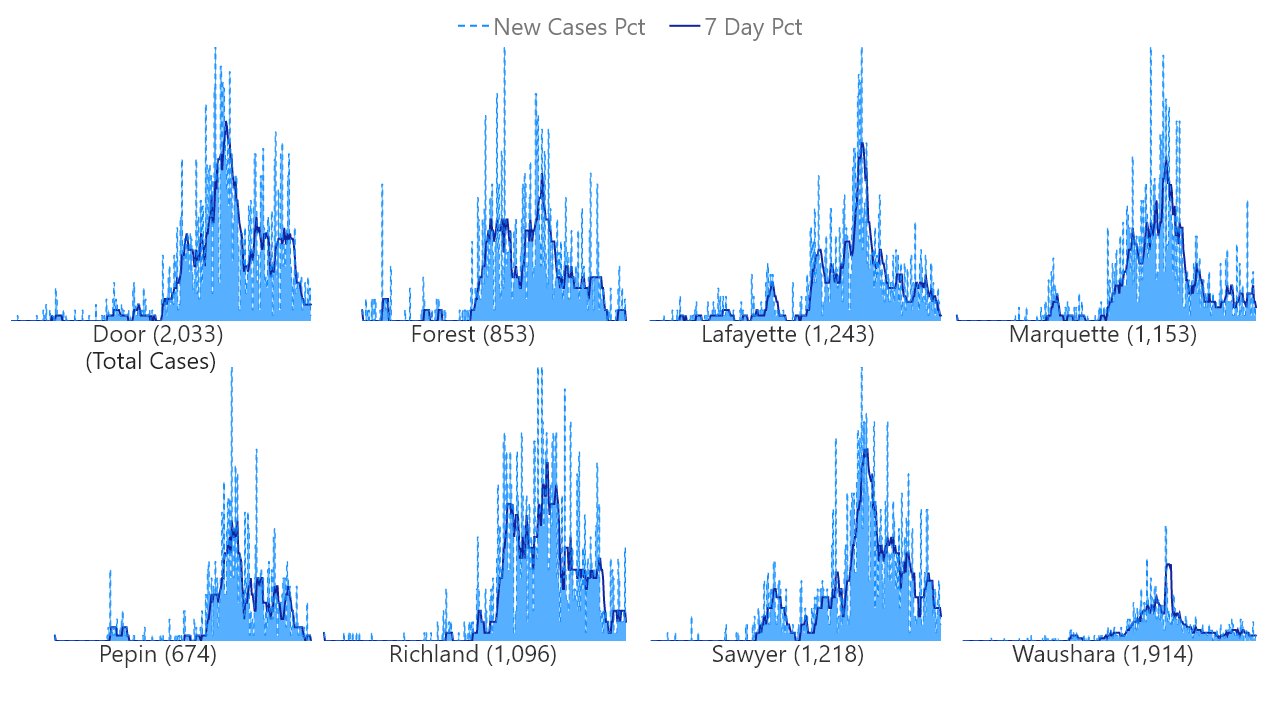 New Cases Pct 7 Day Pct
Door (2,033) Forest (853) Lafayette (1,243) Marquette (1,153)
(Total Cases)
Pepin (674) Richland (1,096) Sawyer (1,218) Waushara (1,914)